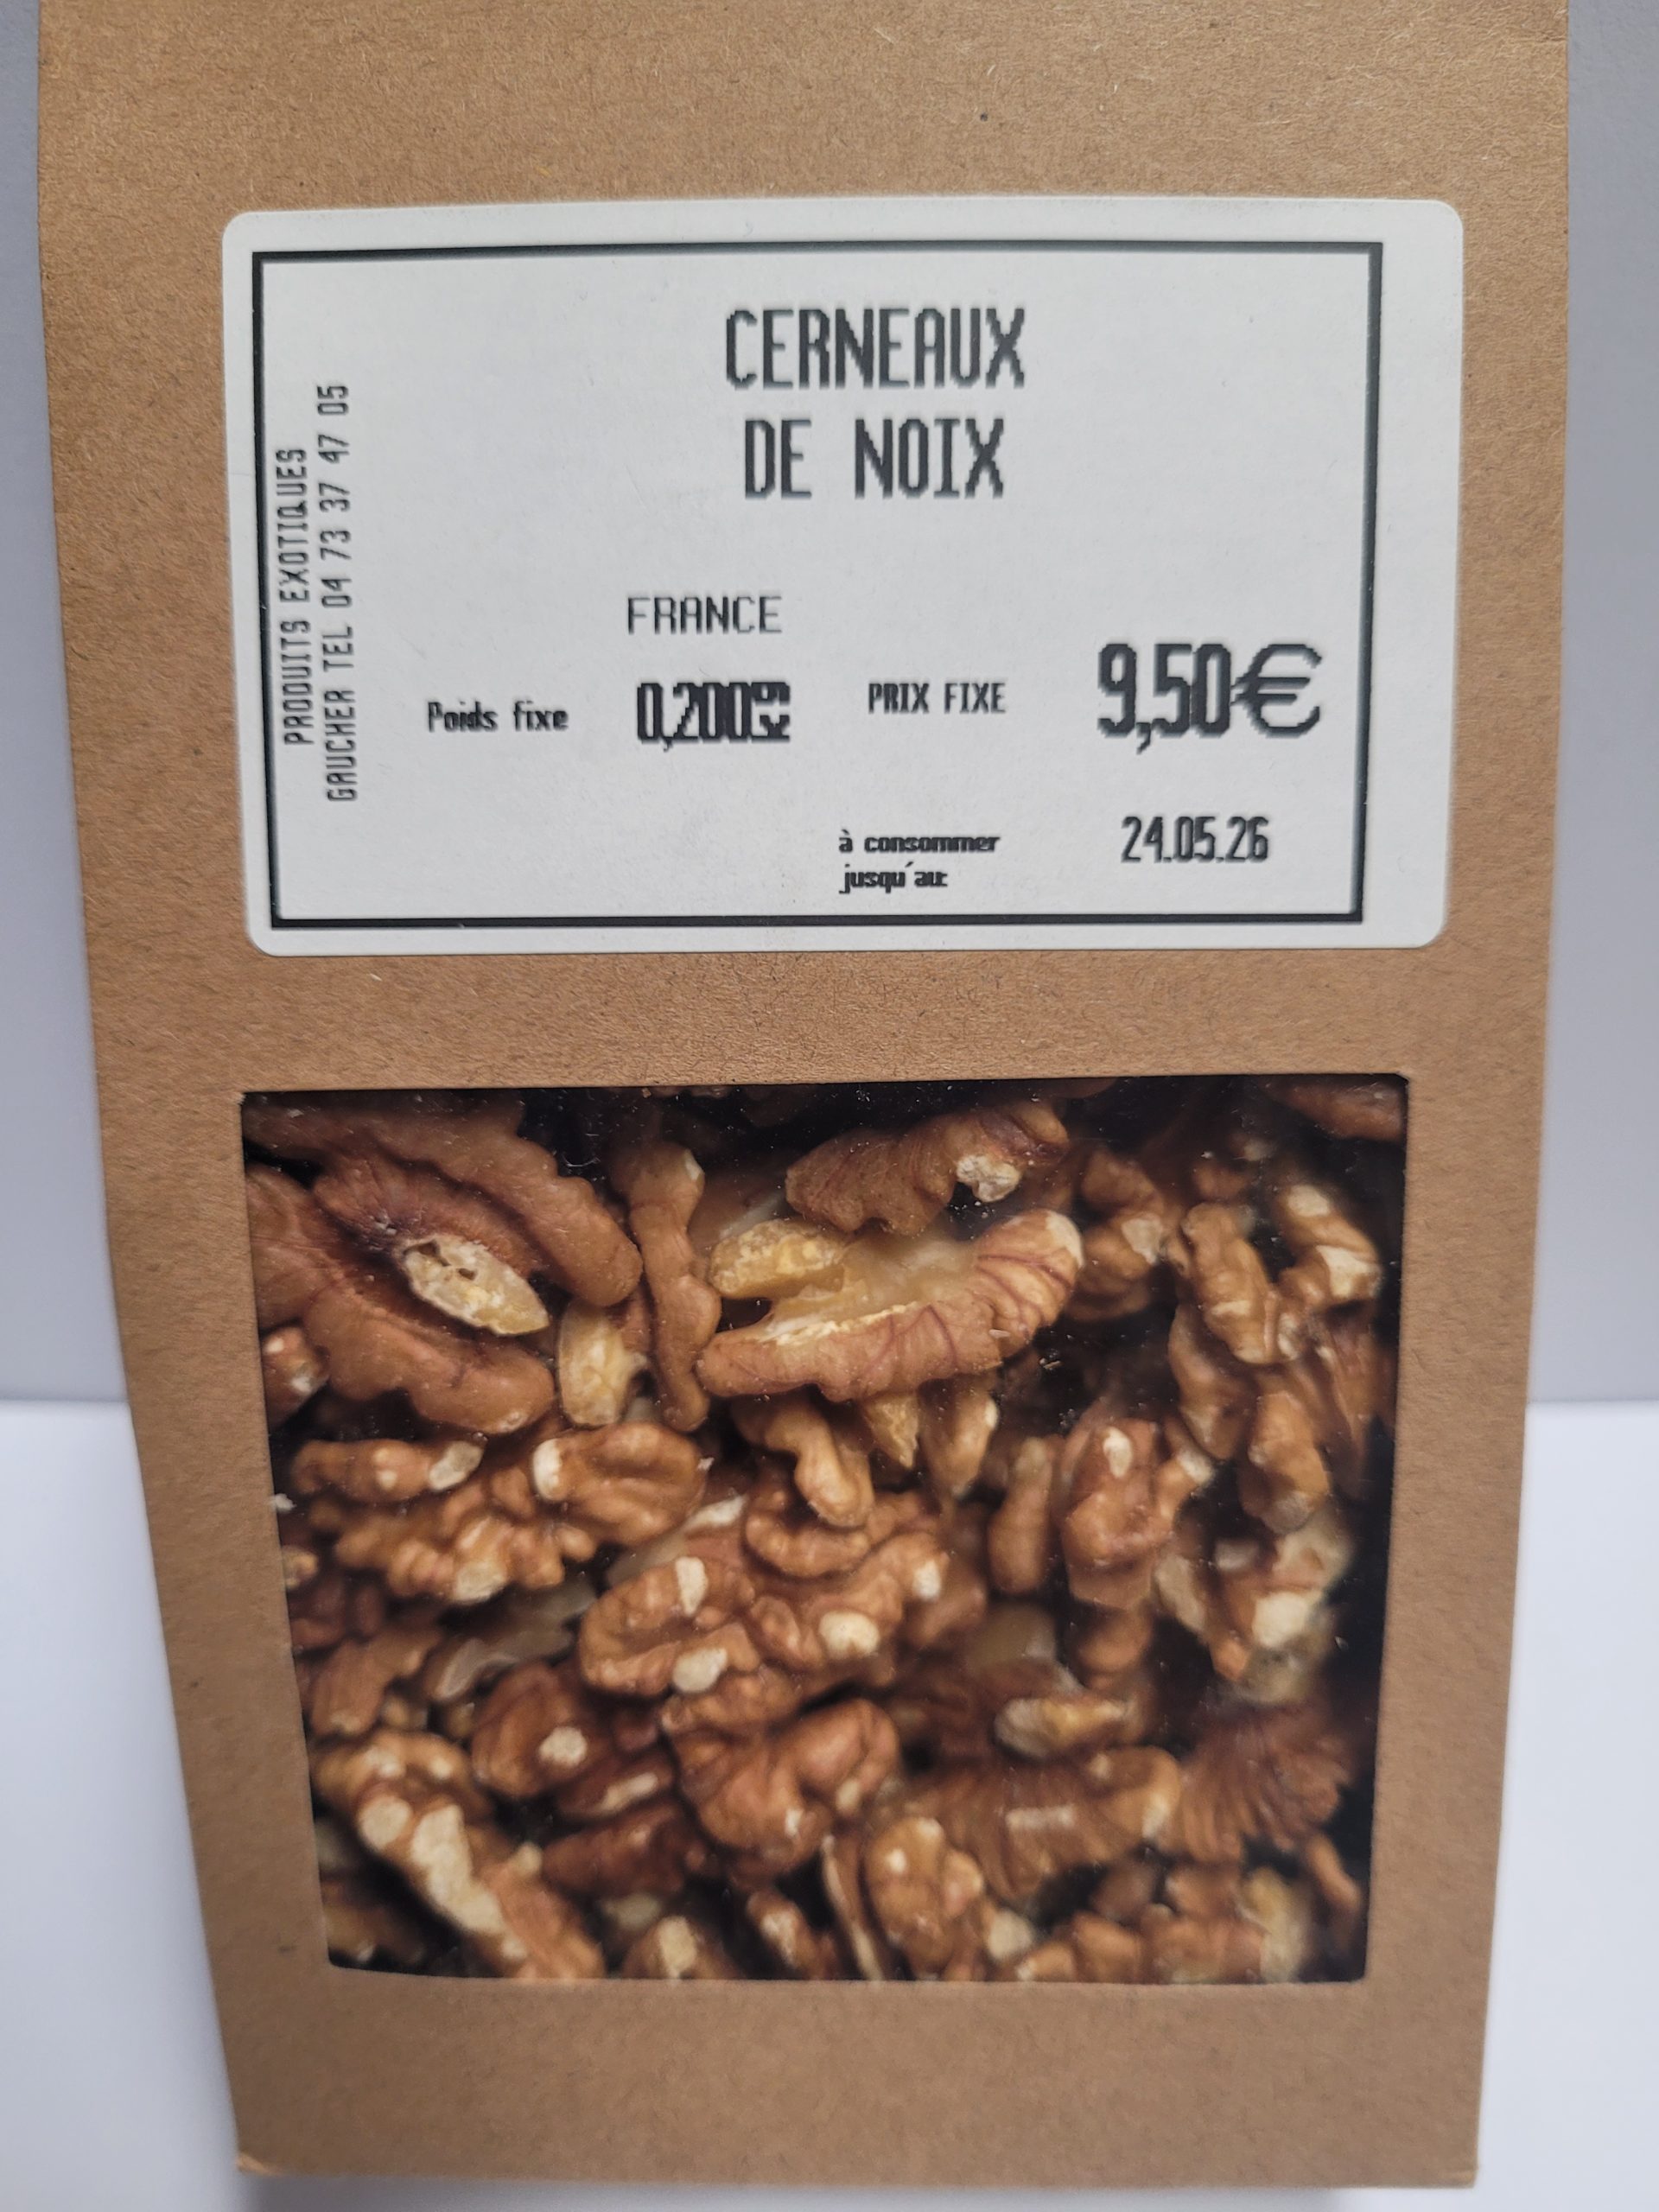 CERNEAUX
DE NOIX
PRODUITS EXOTIQUES
GAUCHER TEL 04 73 37 47 05
FRANCE
Poids fixe 0,200 PRIX FIXE 9,50€
à consommer 24.05.26
jusqu'au: